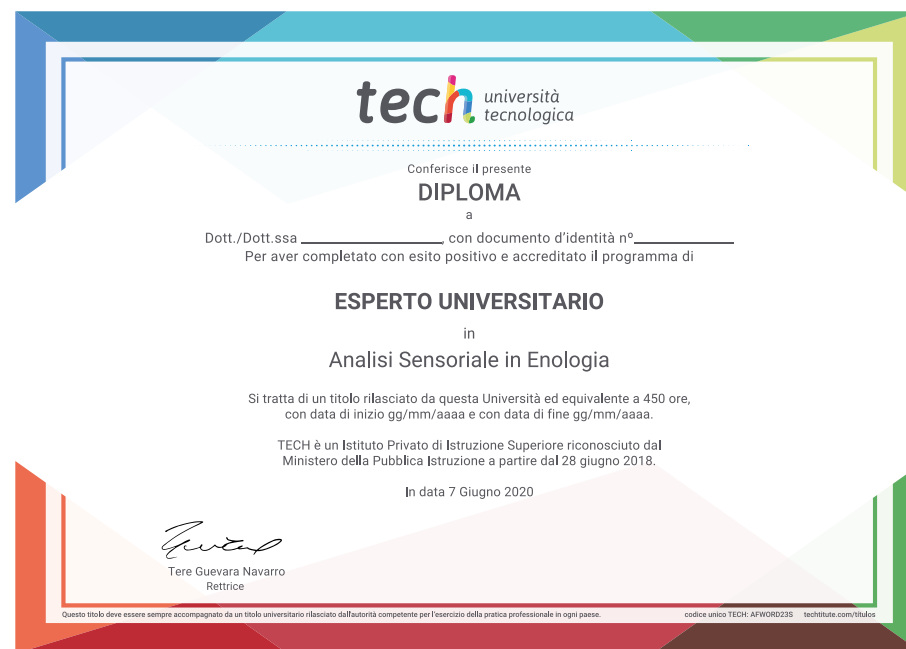 tech università
tecnologica
Conferisce il presente
DIPLOMA
a
Dott./Dott.ssa _________________, con documento d'identità nº____________
Per aver completato con esito positivo e accreditato il programma di
ESPERTO UNIVERSITARIO
in
Analisi Sensoriale in Enologia
Si tratta di un titolo rilasciato da questa Università ed equivalente a 450 ore,
con data di inizio gg/mm/aaaa e con data di fine gg/mm/aaaa.
TECH è un Istituto Privato di Istruzione Superiore riconosciuto dal
Ministero della Pubblica Istruzione a partire dal 28 giugno 2018.
In data 7 Giugno 2020
Tere Guevara Navarro
Rettrice
Questo titolo deve essere sempre accompagnato da un titolo universitario rilasciato dall'autorità competente per l'esercizio della pratica professionale in ogni paese. codice unico TECH: AFWORD23S techtitute.com/titulos